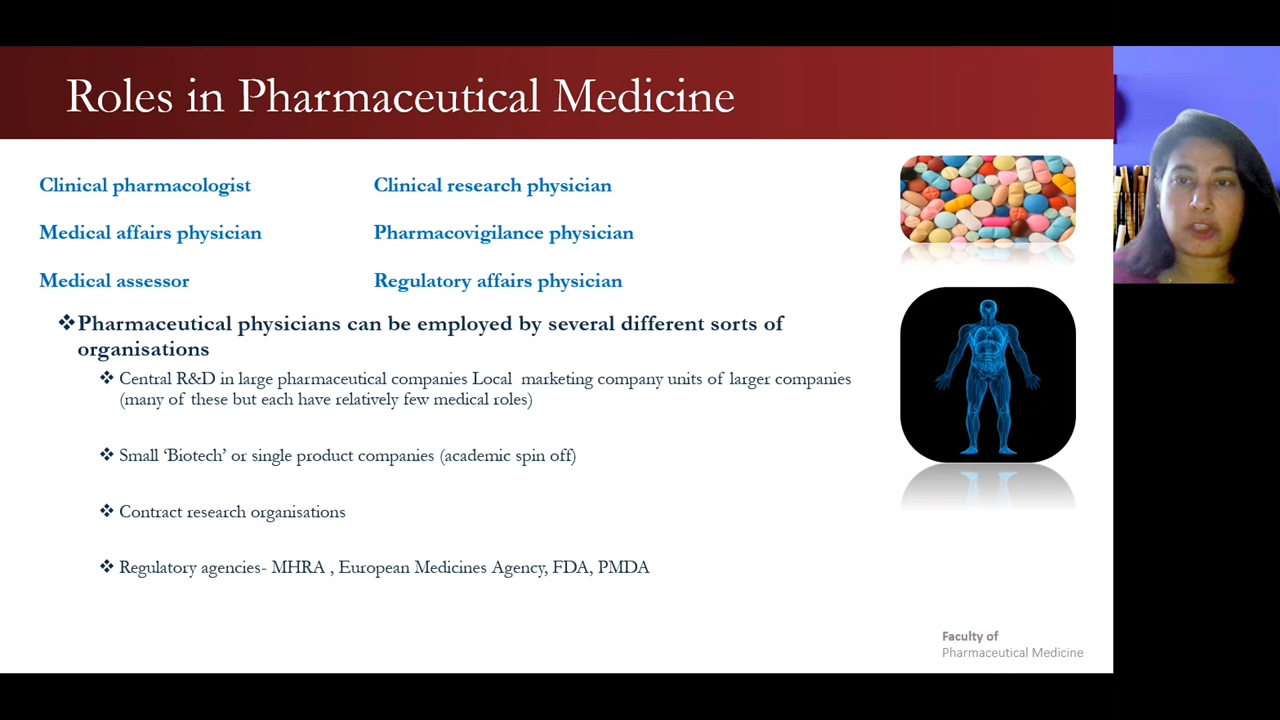 Roles in Pharmaceutical Medicine
Clinical pharmacologist
Clinical research physician
Medical affairs physician
Pharmacovigilance physician
Medical assessor
Regulatory affairs physician
❖Pharmaceutical physicians can be employed by several different sorts of
organisations
❖ Central R&D in large pharmaceutical companies Local marketing company units of larger companies
(many of these but each have relatively few medical roles)
❖ Small ‘Biotech’ or single product companies (academic spin off)
❖ Contract research organisations
❖ Regulatory agencies- MHRA , European Medicines Agency, FDA, PMDA
Faculty of
Pharmaceutical Medicine